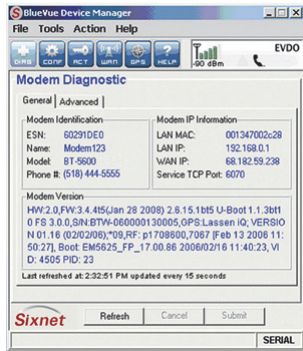 BlueVue Device Manager
File Tools Action Help
DIAG CONF ACT WAN GPS HELP -90 dBm EVDO
Modem Diagnostic
General Advanced
Modem Identification
ESN: 60291DE0
Name: Modem123
Model: BT-5600
Phone #: (518) 444-5555
Modem IP Information
LAN MAC: 001347002c28
LAN IP: 192.168.0.1
WAN IP: 68.182.59.238
Service TCP Port: 6070
Modem Version
HW:2.0,FW:3.4.4t5(Jan 28 2008) 2.6.15.1bt5 U-Boot 1.1.3bt1
0 FS 3.0.0,S/N:BTW-060000130005,GPS:Lassen iQ, VERSIO
N 01.16 (02/02/06);*09,RF: p1708600,7067 [Feb 13 2006 11:
50:27], Boot: EM5625_FP_17.00.86 2006/02/16 11:40:23, VI
D: 4505 PID: 23
Last refreshed at: 2:32:51 PM updated every 15 seconds
Sixnet Refresh Cancel Submit
SERIAL